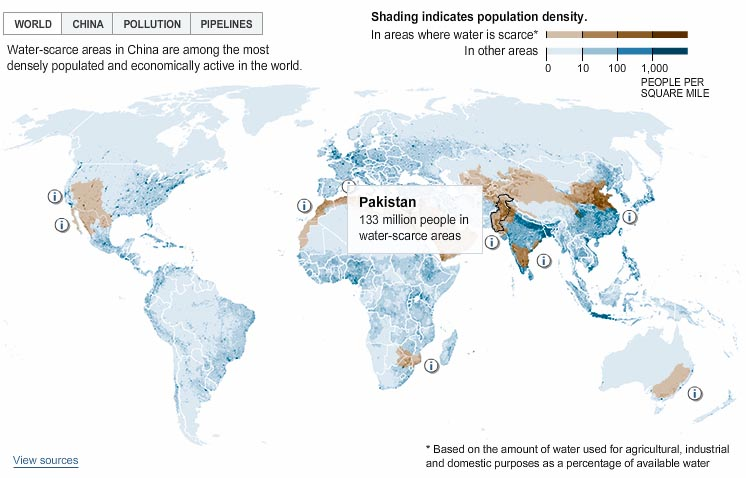 WORLD CHINA POLLUTION PIPELINES
Water-scarce areas in China are among the most
densely populated and economically active in the world.
Shading indicates population density.
In areas where water is scarce*
In other areas
0 10 100 1,000
PEOPLE PER
SQUARE MILE
Pakistan
133 million people in
water-scarce areas
View sources
* Based on the amount of water used for agricultural, industrial
and domestic purposes as a percentage of available water